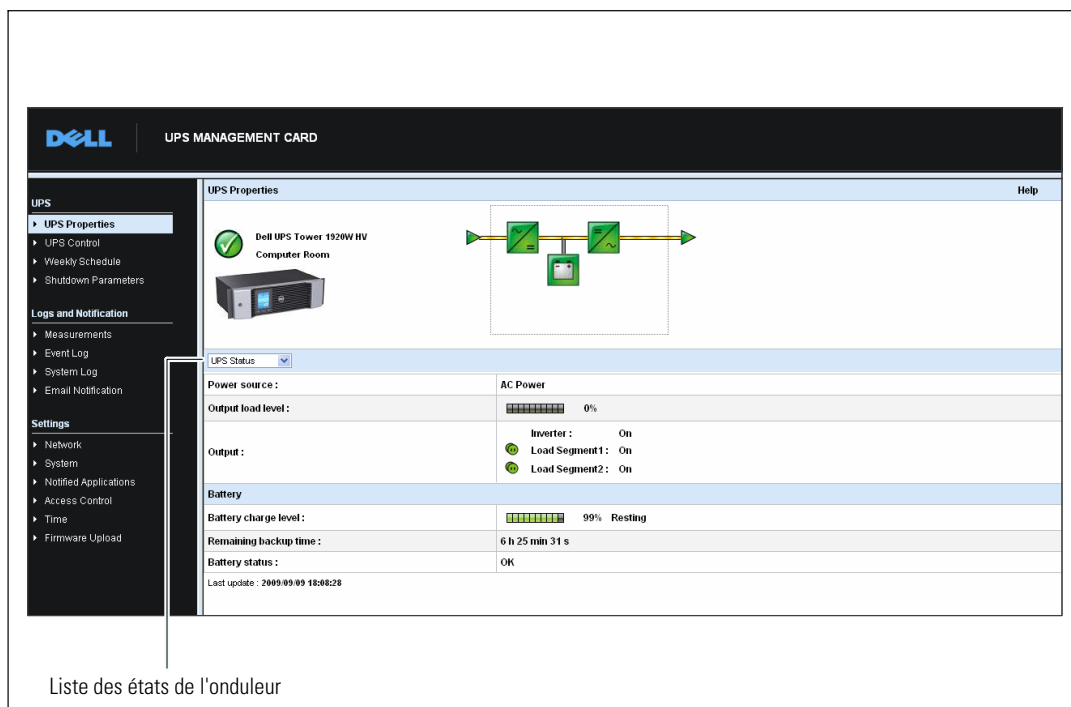 DELL
UPS MANAGEMENT CARD
UPS
UPS Properties
UPS Control
Weekly Schedule
Shutdown Parameters
Logs and Notification
Measurements
Event Log
System Log
Email Notification
Settings
Network
System
Notified Applications
Access Control
Time
Firmware Upload
UPS Properties
Help
Dell UPS Tower 1920W HV
Computer Room
UPS Status
Power source :
AC Power
Output load level :
0%
Output :
Inverter : On
Load Segment1 : On
Load Segment2 : On
Battery
Battery charge level :
99% Resting
Remaining backup time :
6 h 25 min 31 s
Battery status :
OK
Last update : 2009/09/09 18:08:28
Liste des états de l'onduleur